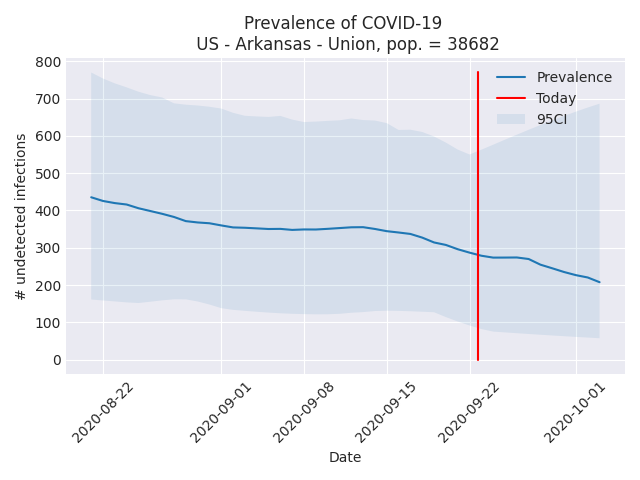 Prevalence of COVID-19
US - Arkansas - Union, pop. = 38682
800
700
600
500
400
300
200
100
0
# undetected infections
Prevalence
Today
95CI
2020-08-22
2020-09-01
2020-09-08
2020-09-15
2020-09-22
2020-10-01
Date